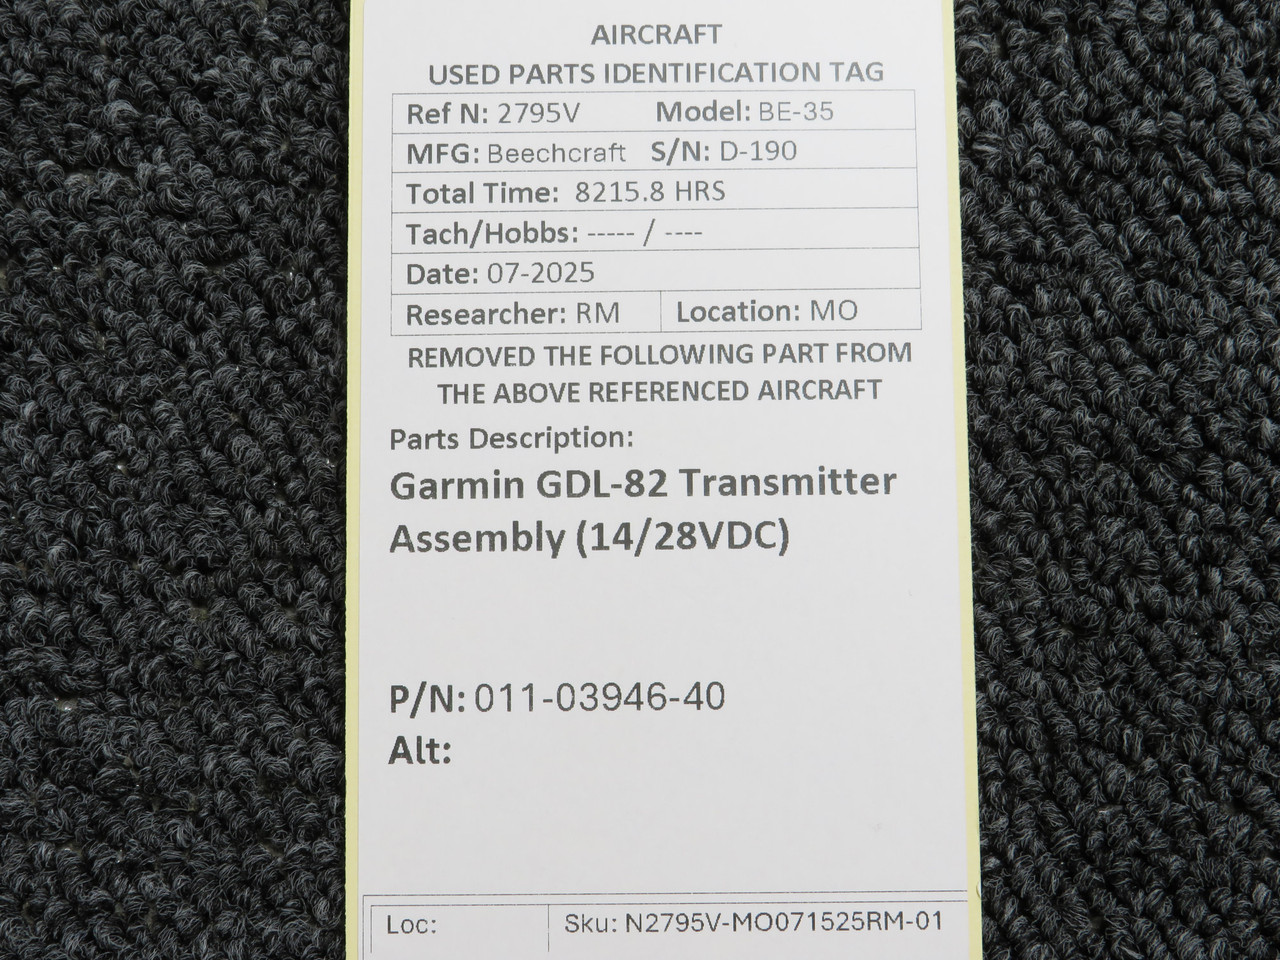 AIRCRAFT
USED PARTS IDENTIFICATION TAG
Ref N: 2795V Model: BE-35
MFG: Beechcraft S/N: D-190
Total Time: 8215.8 HRS
Tach/Hobbs: ----- / ----
Date: 07-2025
Researcher: RM Location: MO
REMOVED THE FOLLOWING PART FROM
THE ABOVE REFERENCED AIRCRAFT
Parts Description:
Garmin GDL-82 Transmitter
Assembly (14/28VDC)
P/N: 011-03946-40
Alt:
Loc: Sku: N2795V-MO071525RM-01